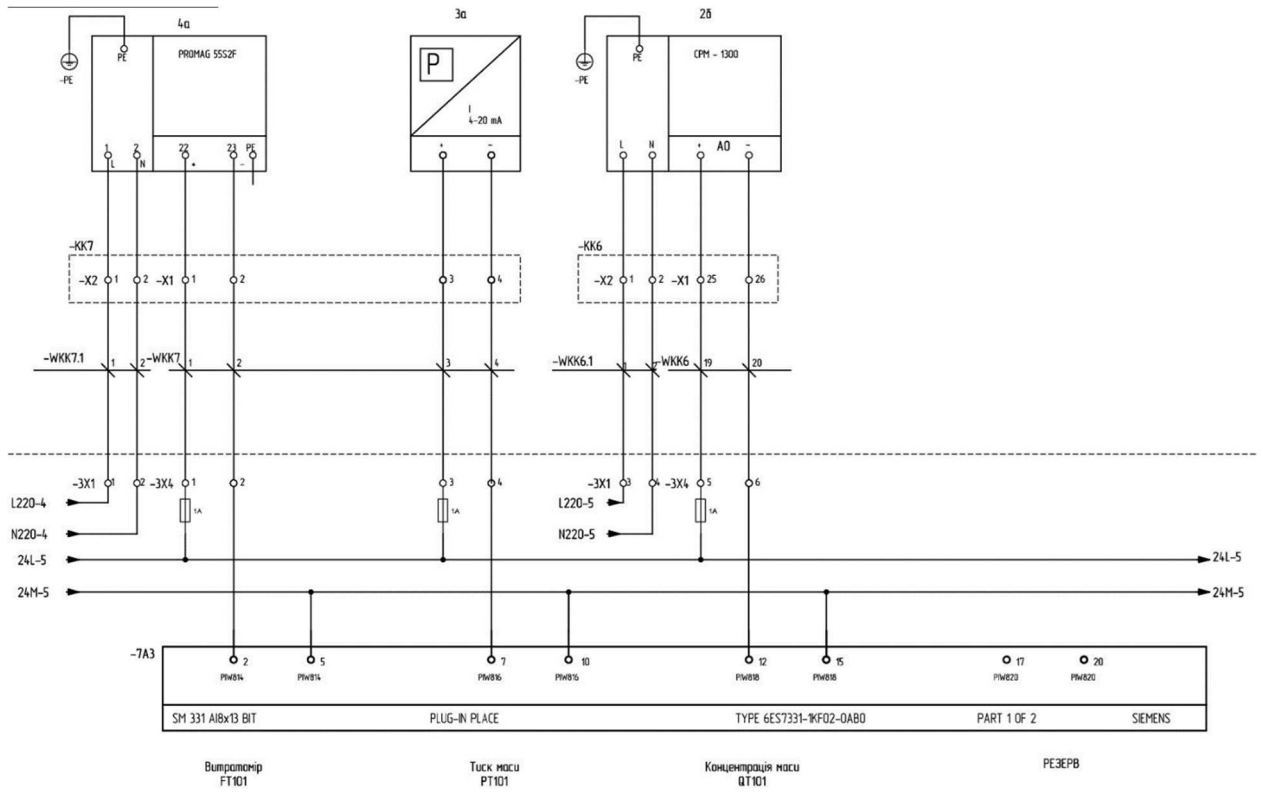 4а 3а 2б
PE PROMAG 55S2F P PE CPM - 1300
-PE -PE
I
4-20 mA
1 2 22 23 PE + - L N + AO -
L N + -
-KK7 -KK6
-X2 1 2 -X1 1 2 3 4 -X2 1 2 -X1 25 26
-WKK7.1 1 2 -WKK7 1 2 3 4 -WKK6.1 1 2 -WKK6 19 20
-3X1 1 2 -3X4 1 2 3 4 -3X1 3 4 -3X4 5 6
L220-4 1A 1A L220-5 1A
N220-4 N220-5
24L-5 24L-5
24M-5 24M-5
-7A3
2 5 7 10 12 15 17 20
PIW814 PIW814 PIW816 PIW816 PIW818 PIW818 PIW820 PIW820
SM 331 AI8x13 BIT PLUG-IN PLACE TYPE 6ES7331-1KF02-0AB0 PART 1 OF 2 SIEMENS
Витратомір Тиск маси Концентрація маси РЕЗЕРВ
FT101 PT101 QT101